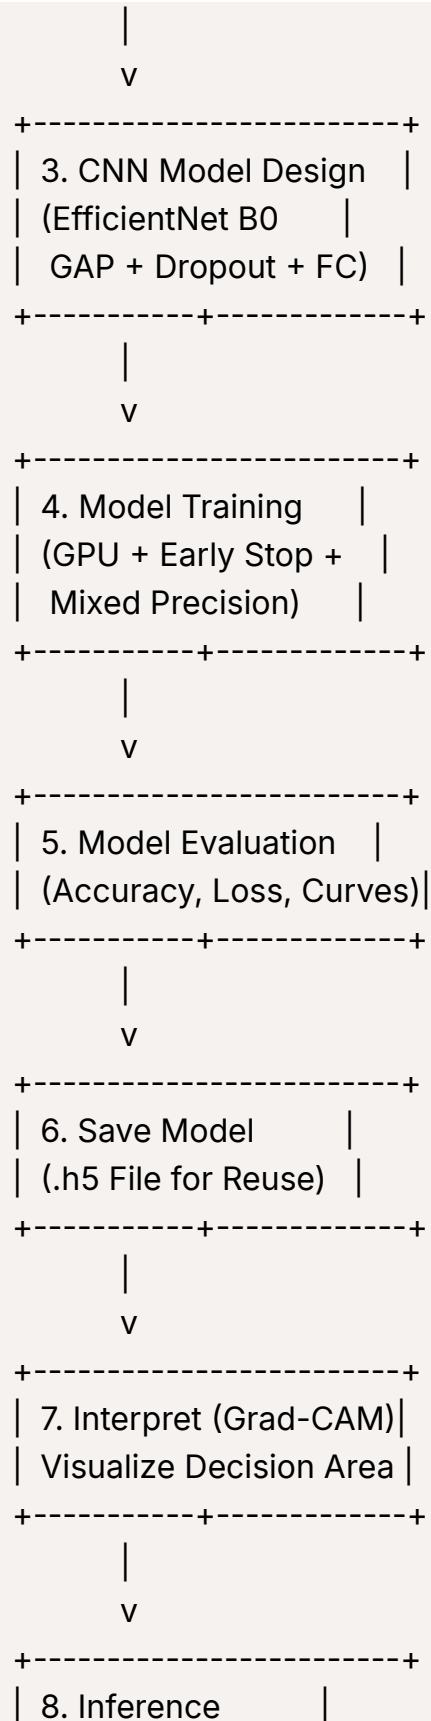 |
v
+------------------------+
| 3. CNN Model Design |
| (EfficientNet B0 |
| GAP + Dropout + FC) |
+-----------+-------------+
|
v
+------------------------+
| 4. Model Training |
| (GPU + Early Stop + |
| Mixed Precision) |
+-----------+-------------+
|
v
+------------------------+
| 5. Model Evaluation |
| (Accuracy, Loss, Curves)|
+-----------+-------------+
|
v
+------------------------+
| 6. Save Model |
| (.h5 File for Reuse) |
+-----------+-------------+
|
v
+------------------------+
| 7. Interpret (Grad-CAM)|
| Visualize Decision Area |
+-----------+-------------+
|
v
+------------------------+
| 8. Inference |